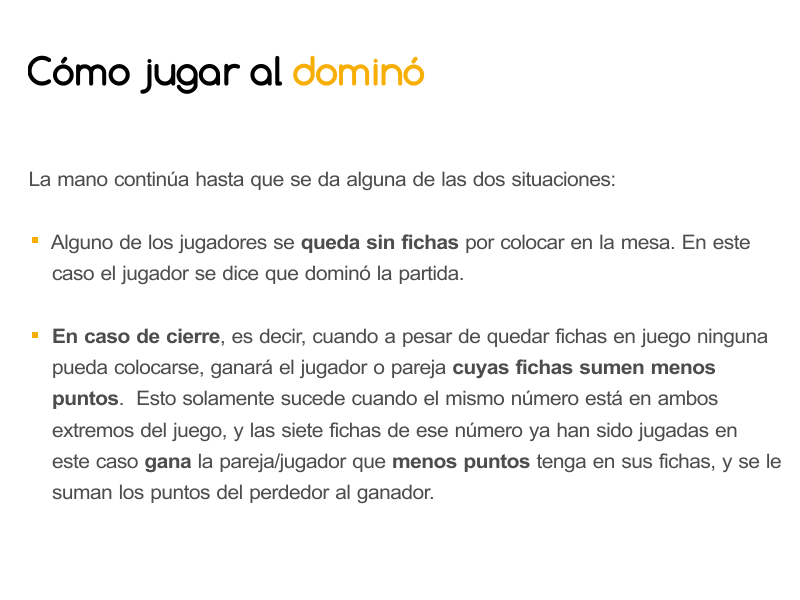 Cómo jugar al dominó
La mano continúa hasta que se da alguna de las dos situaciones:
▪ Alguno de los jugadores se queda sin fichas por colocar en la mesa. En este
caso el jugador se dice que dominó la partida.
▪ En caso de cierre, es decir, cuando a pesar de quedar fichas en juego ninguna
pueda colocarse, ganará el jugador o pareja cuyas fichas sumen menos
puntos.  Esto solamente sucede cuando el mismo número está en ambos
extremos del juego, y las siete fichas de ese número ya han sido jugadas en
este caso gana la pareja/jugador que menos puntos tenga en sus fichas, y se le
suman los puntos del perdedor al ganador.